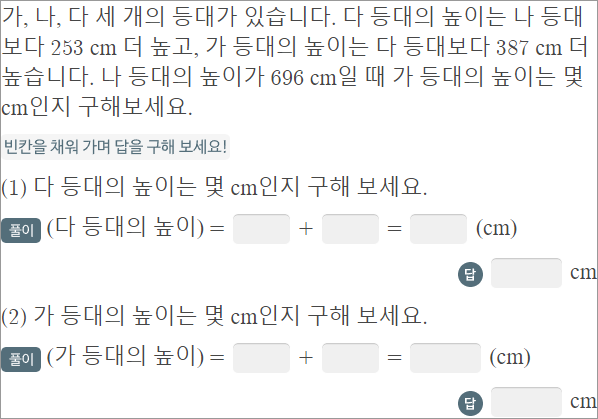 가, 나, 다 세 개의 등대가 있습니다. 다 등대의 높이는 나 등대
보다 253 cm 더 높고, 가 등대의 높이는 다 등대보다 387 cm 더
높습니다. 나 등대의 높이가 696 cm일 때 가 등대의 높이는 몇
cm인지 구해보세요.
빈칸을 채워 가며 답을 구해 보세요!
(1) 다 등대의 높이는 몇 cm인지 구해 보세요.
풀이 (다 등대의 높이) = + = (cm)
답 cm
(2) 가 등대의 높이는 몇 cm인지 구해 보세요.
풀이 (가 등대의 높이) = + = (cm)
답 cm